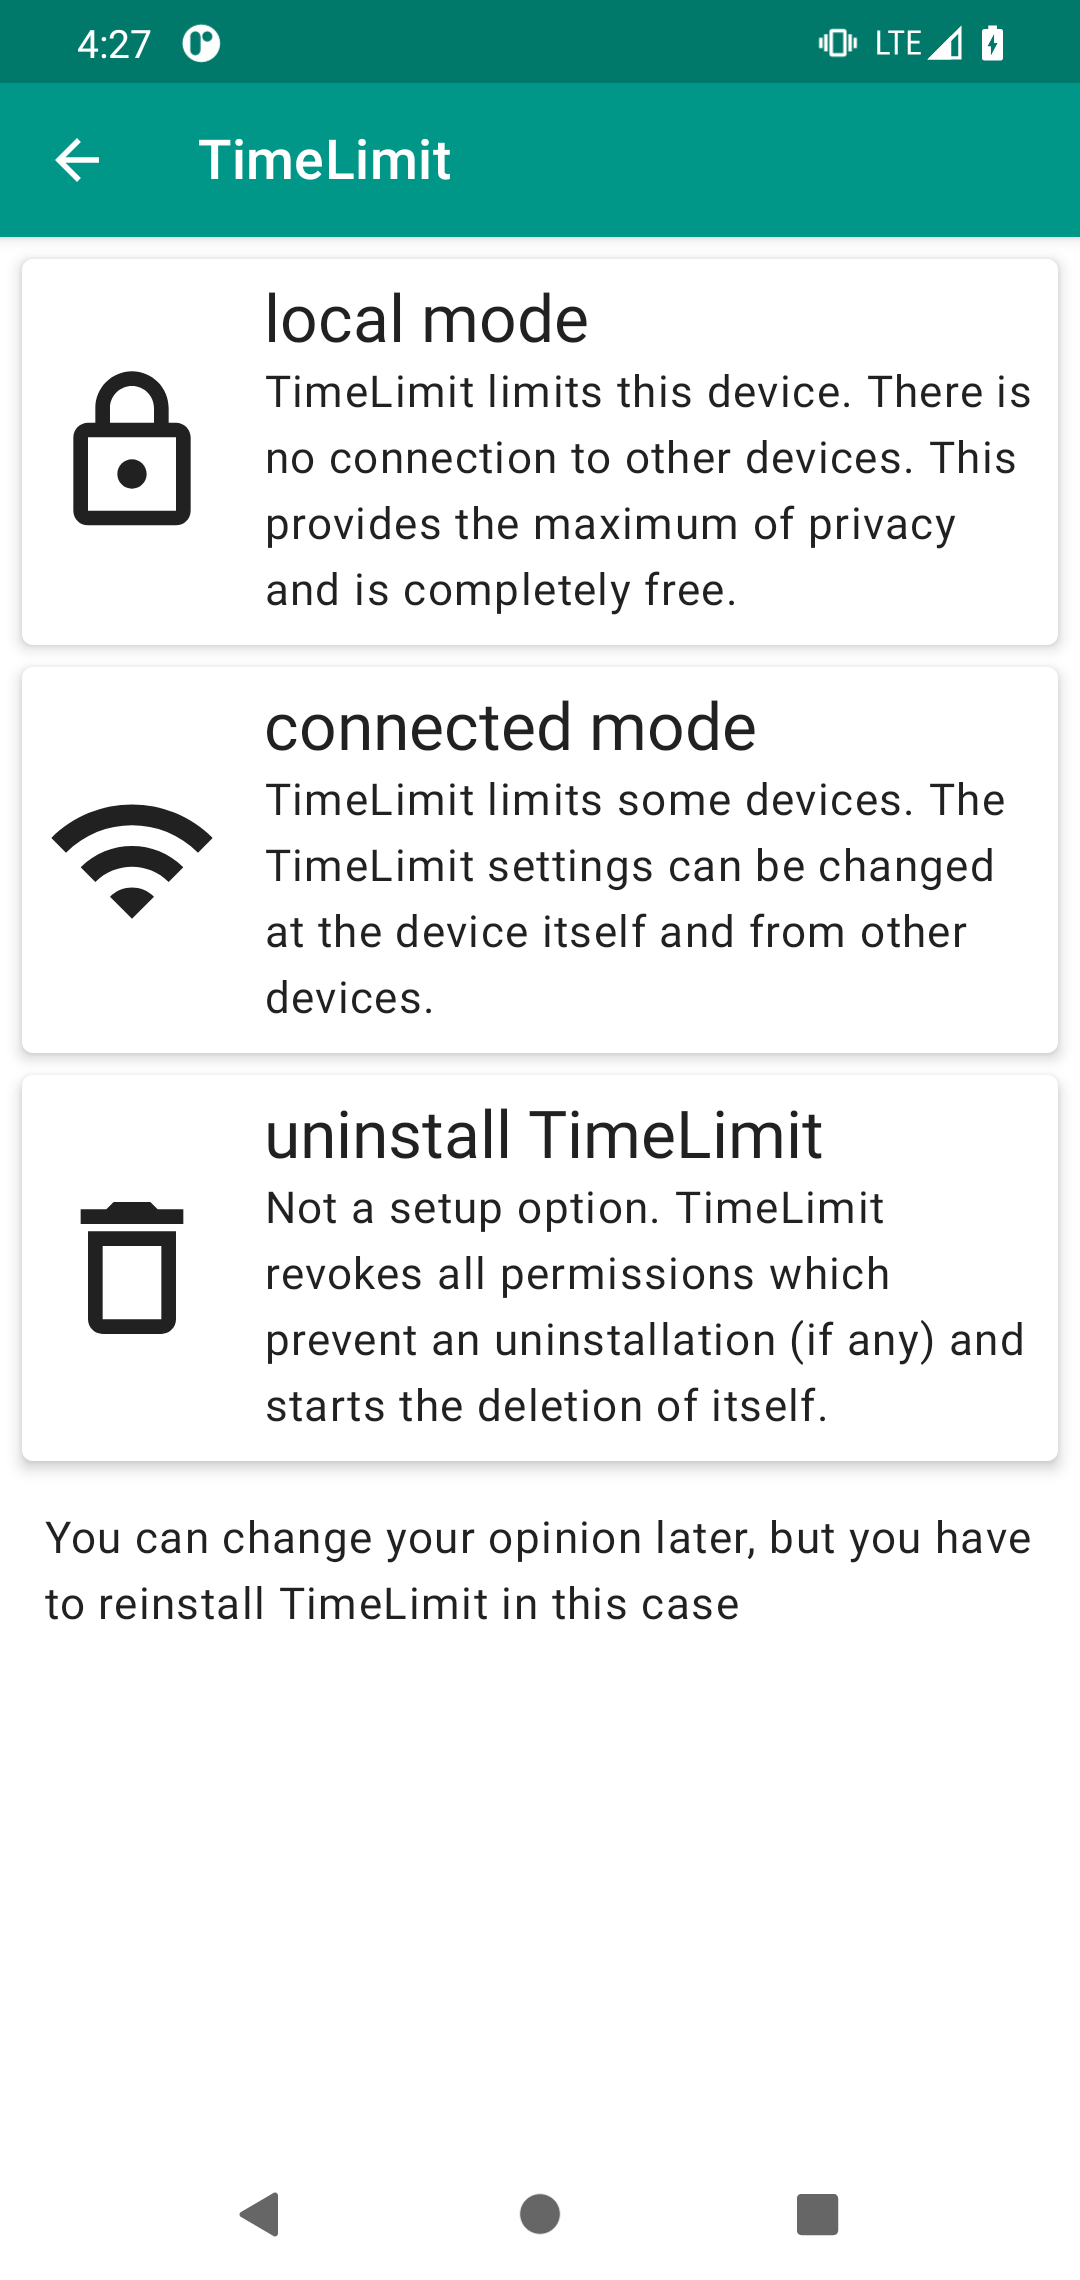 4:27
LTE
TimeLimit
local mode
TimeLimit limits this device. There is
no connection to other devices. This
provides the maximum of privacy
and is completely free.
connected mode
TimeLimit limits some devices. The
TimeLimit settings can be changed
at the device itself and from other
devices.
uninstall TimeLimit
Not a setup option. TimeLimit
revokes all permissions which
prevent an uninstallation (if any) and
starts the deletion of itself.
You can change your opinion later, but you have
to reinstall TimeLimit in this case